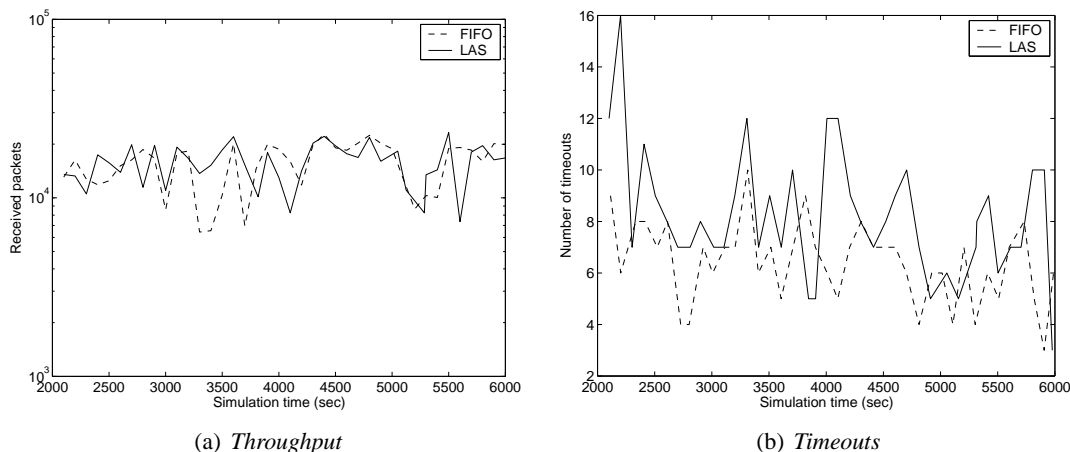 10^5
FIFO
LAS
Received packets
10^4
10^3
2000 2500 3000 3500 4000 4500 5000 5500 6000
Simulation time (sec)
(a) Throughput
16
FIFO
LAS
14
12
10
Number of timeouts
8
6
4
2
2000 2500 3000 3500 4000 4500 5000 5500 6000
Simulation time (sec)
(b) Timeouts